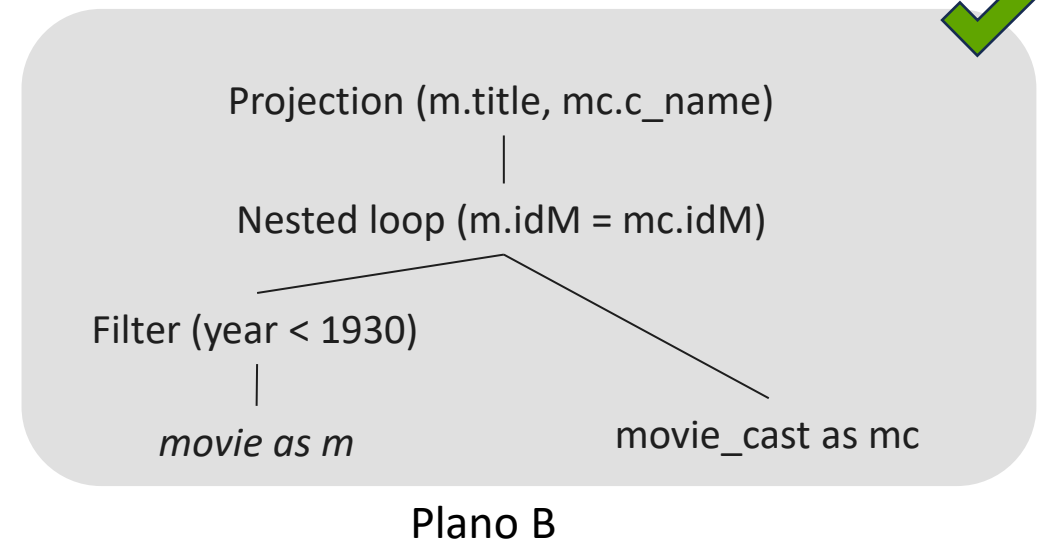 Projection (m.title, mc.c_name)
Nested loop (m.idM = mc.idM)
Filter (year < 1930)
movie as m
movie_cast as mc
Plano B